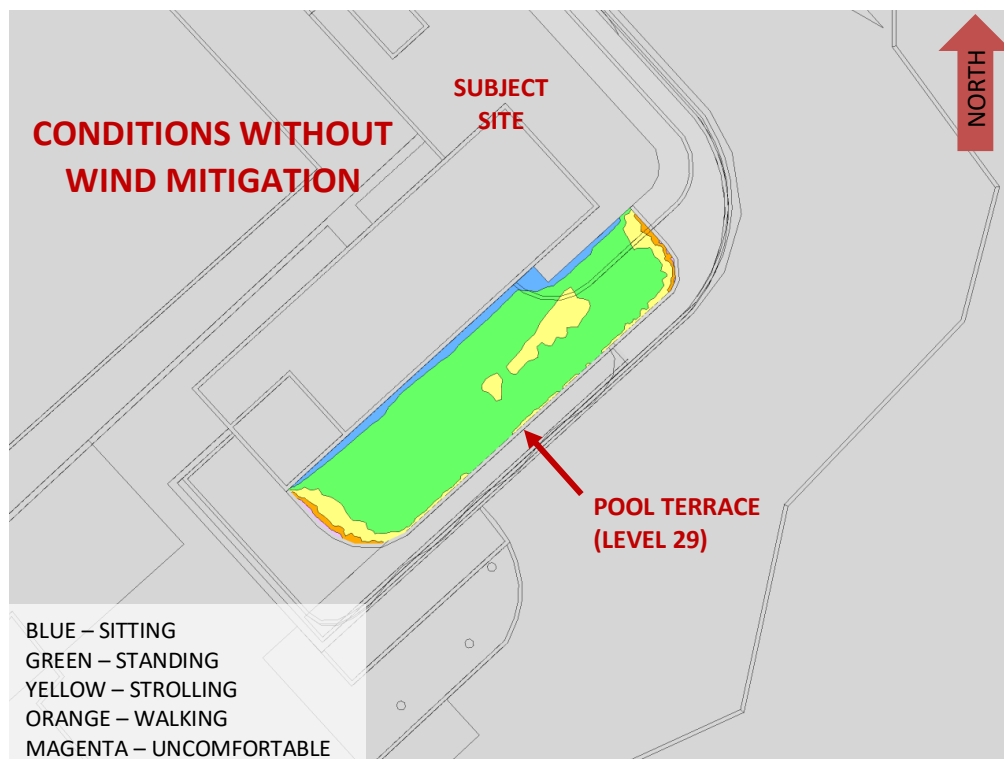 CONDITIONS WITHOUT
WIND MITIGATION
SUBJECT
SITE
NORTH
POOL TERRACE
(LEVEL 29)
BLUE – SITTING
GREEN – STANDING
YELLOW – STROLLING
ORANGE – WALKING
MAGENTA – UNCOMFORTABLE